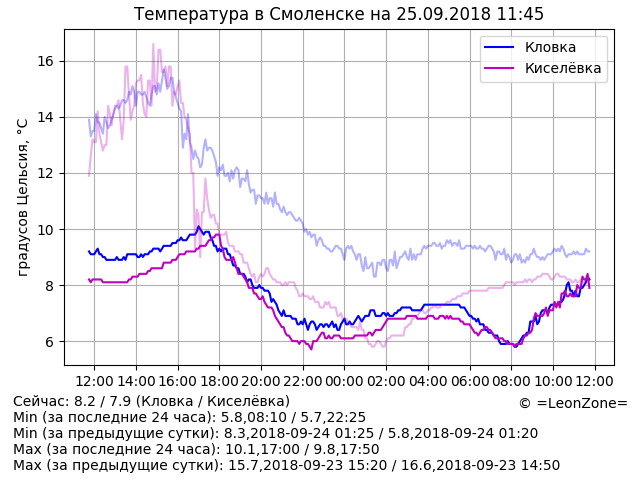 Температура в Смоленске на 25.09.2018 11:45
Кловка
Киселёвка
градусов Цельсия, °C
16
14
12
10
8
6
12:00 14:00 16:00 18:00 20:00 22:00 00:00 02:00 04:00 06:00 08:00 10:00 12:00
Сейчас: 8.2 / 7.9 (Кловка / Киселёвка)
© =LeonZone=
Min (за последние 24 часа): 5.8,08:10 / 5.7,22:25
Min (за предыдущие сутки): 8.3,2018-09-24 01:25 / 5.8,2018-09-24 01:20
Max (за последние 24 часа): 10.1,17:00 / 9.8,17:50
Max (за предыдущие сутки): 15.7,2018-09-23 15:20 / 16.6,2018-09-23 14:50